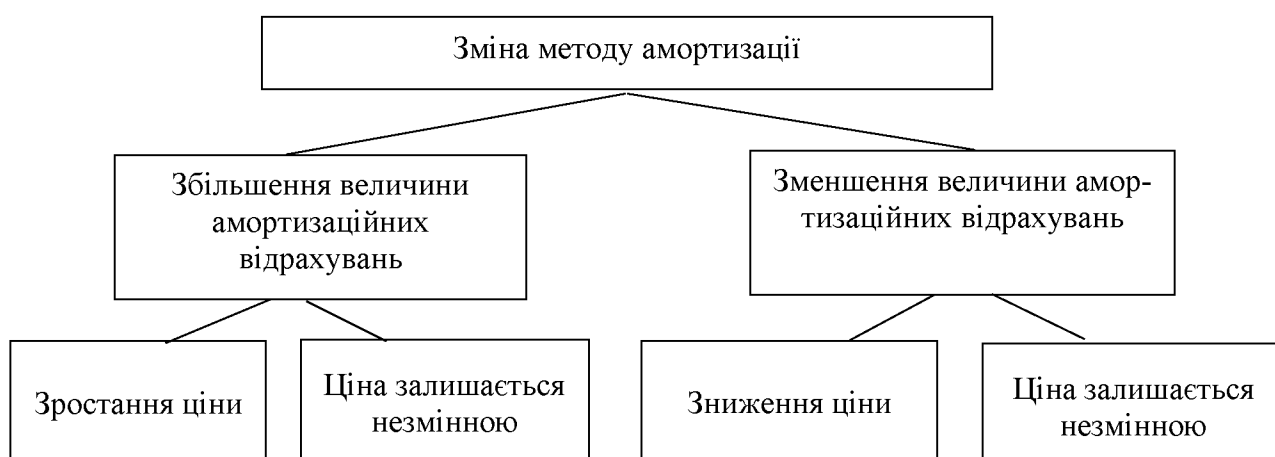 Зміна методу амортизації
Збільшення величини
амортизаційних
відрахувань
Зменшення величини амор-
тизаційних відрахувань
Зростання ціни
Ціна залишається
незмінною
Зниження ціни
Ціна залишається
незмінною